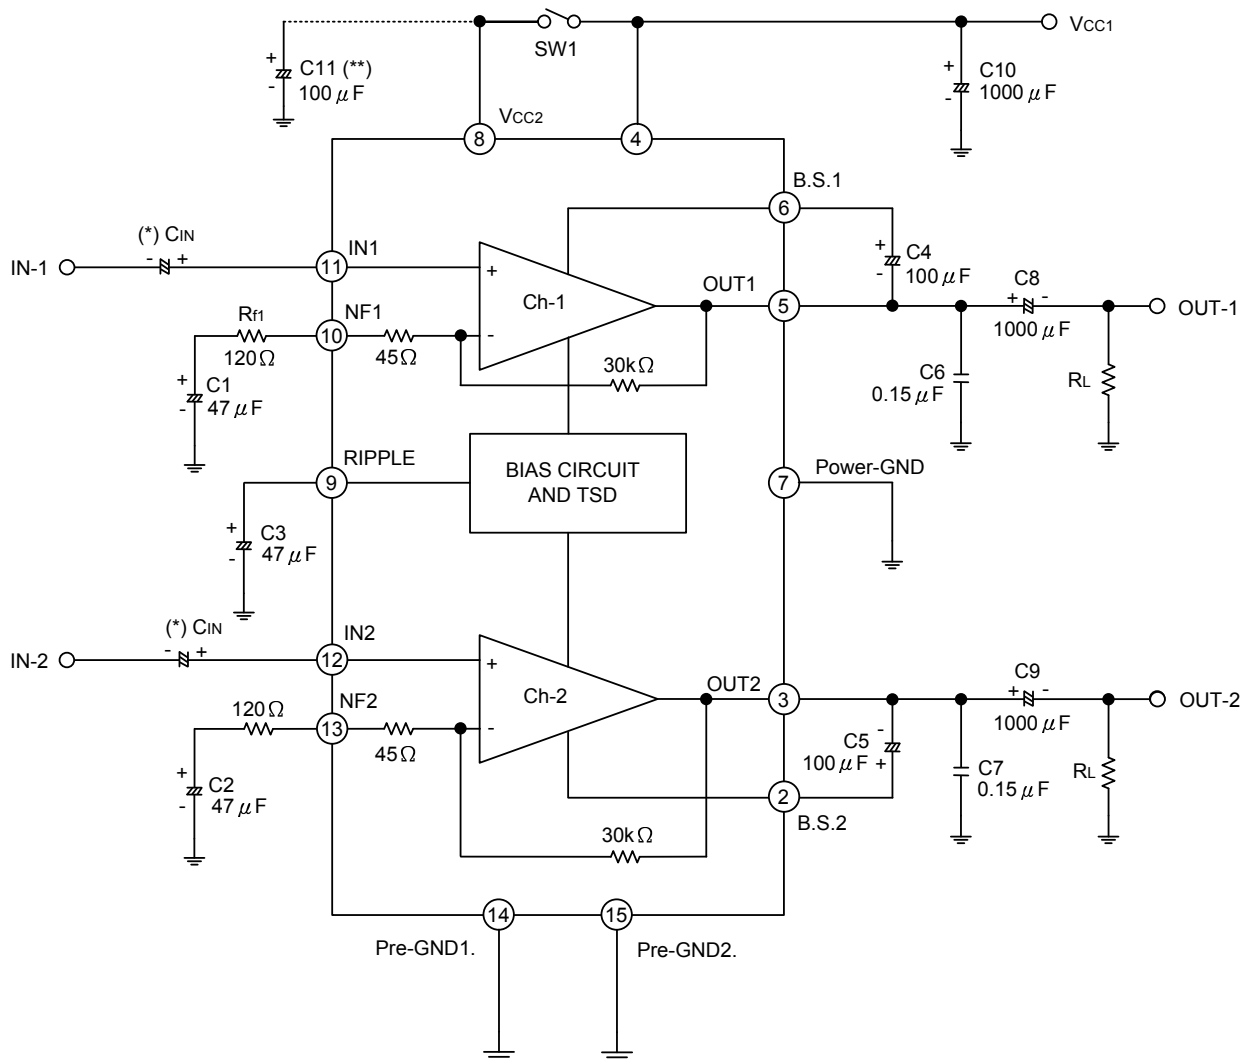 VCC1
SW1
+
C11 (**)
-
100 μF
+
C10
-
1000 μF
8
VCC2
4
B.S.1
6
(*) CIN
- +
IN1
IN-1
11
+
Ch-1
-
OUT1
5
+
C4
-
100 μF
C8
+ -
1000 μF
OUT-1
Rf1
120Ω
NF1
10
45Ω
30kΩ
+
C1
-
47 μF
C6
0.15 μF
RL
RIPPLE
9
BIAS CIRCUIT
AND TSD
Power-GND
7
+
C3
-
47 μF
(*) CIN
- +
IN2
IN-2
12
+
Ch-2
-
OUT2
3
C9
+ -
1000 μF
OUT-2
120Ω
NF2
13
45Ω
-
C5
100 μF
+
C7
0.15 μF
RL
+
C2
-
47 μF
2
B.S.2
30kΩ
14
15
Pre-GND1.
Pre-GND2.